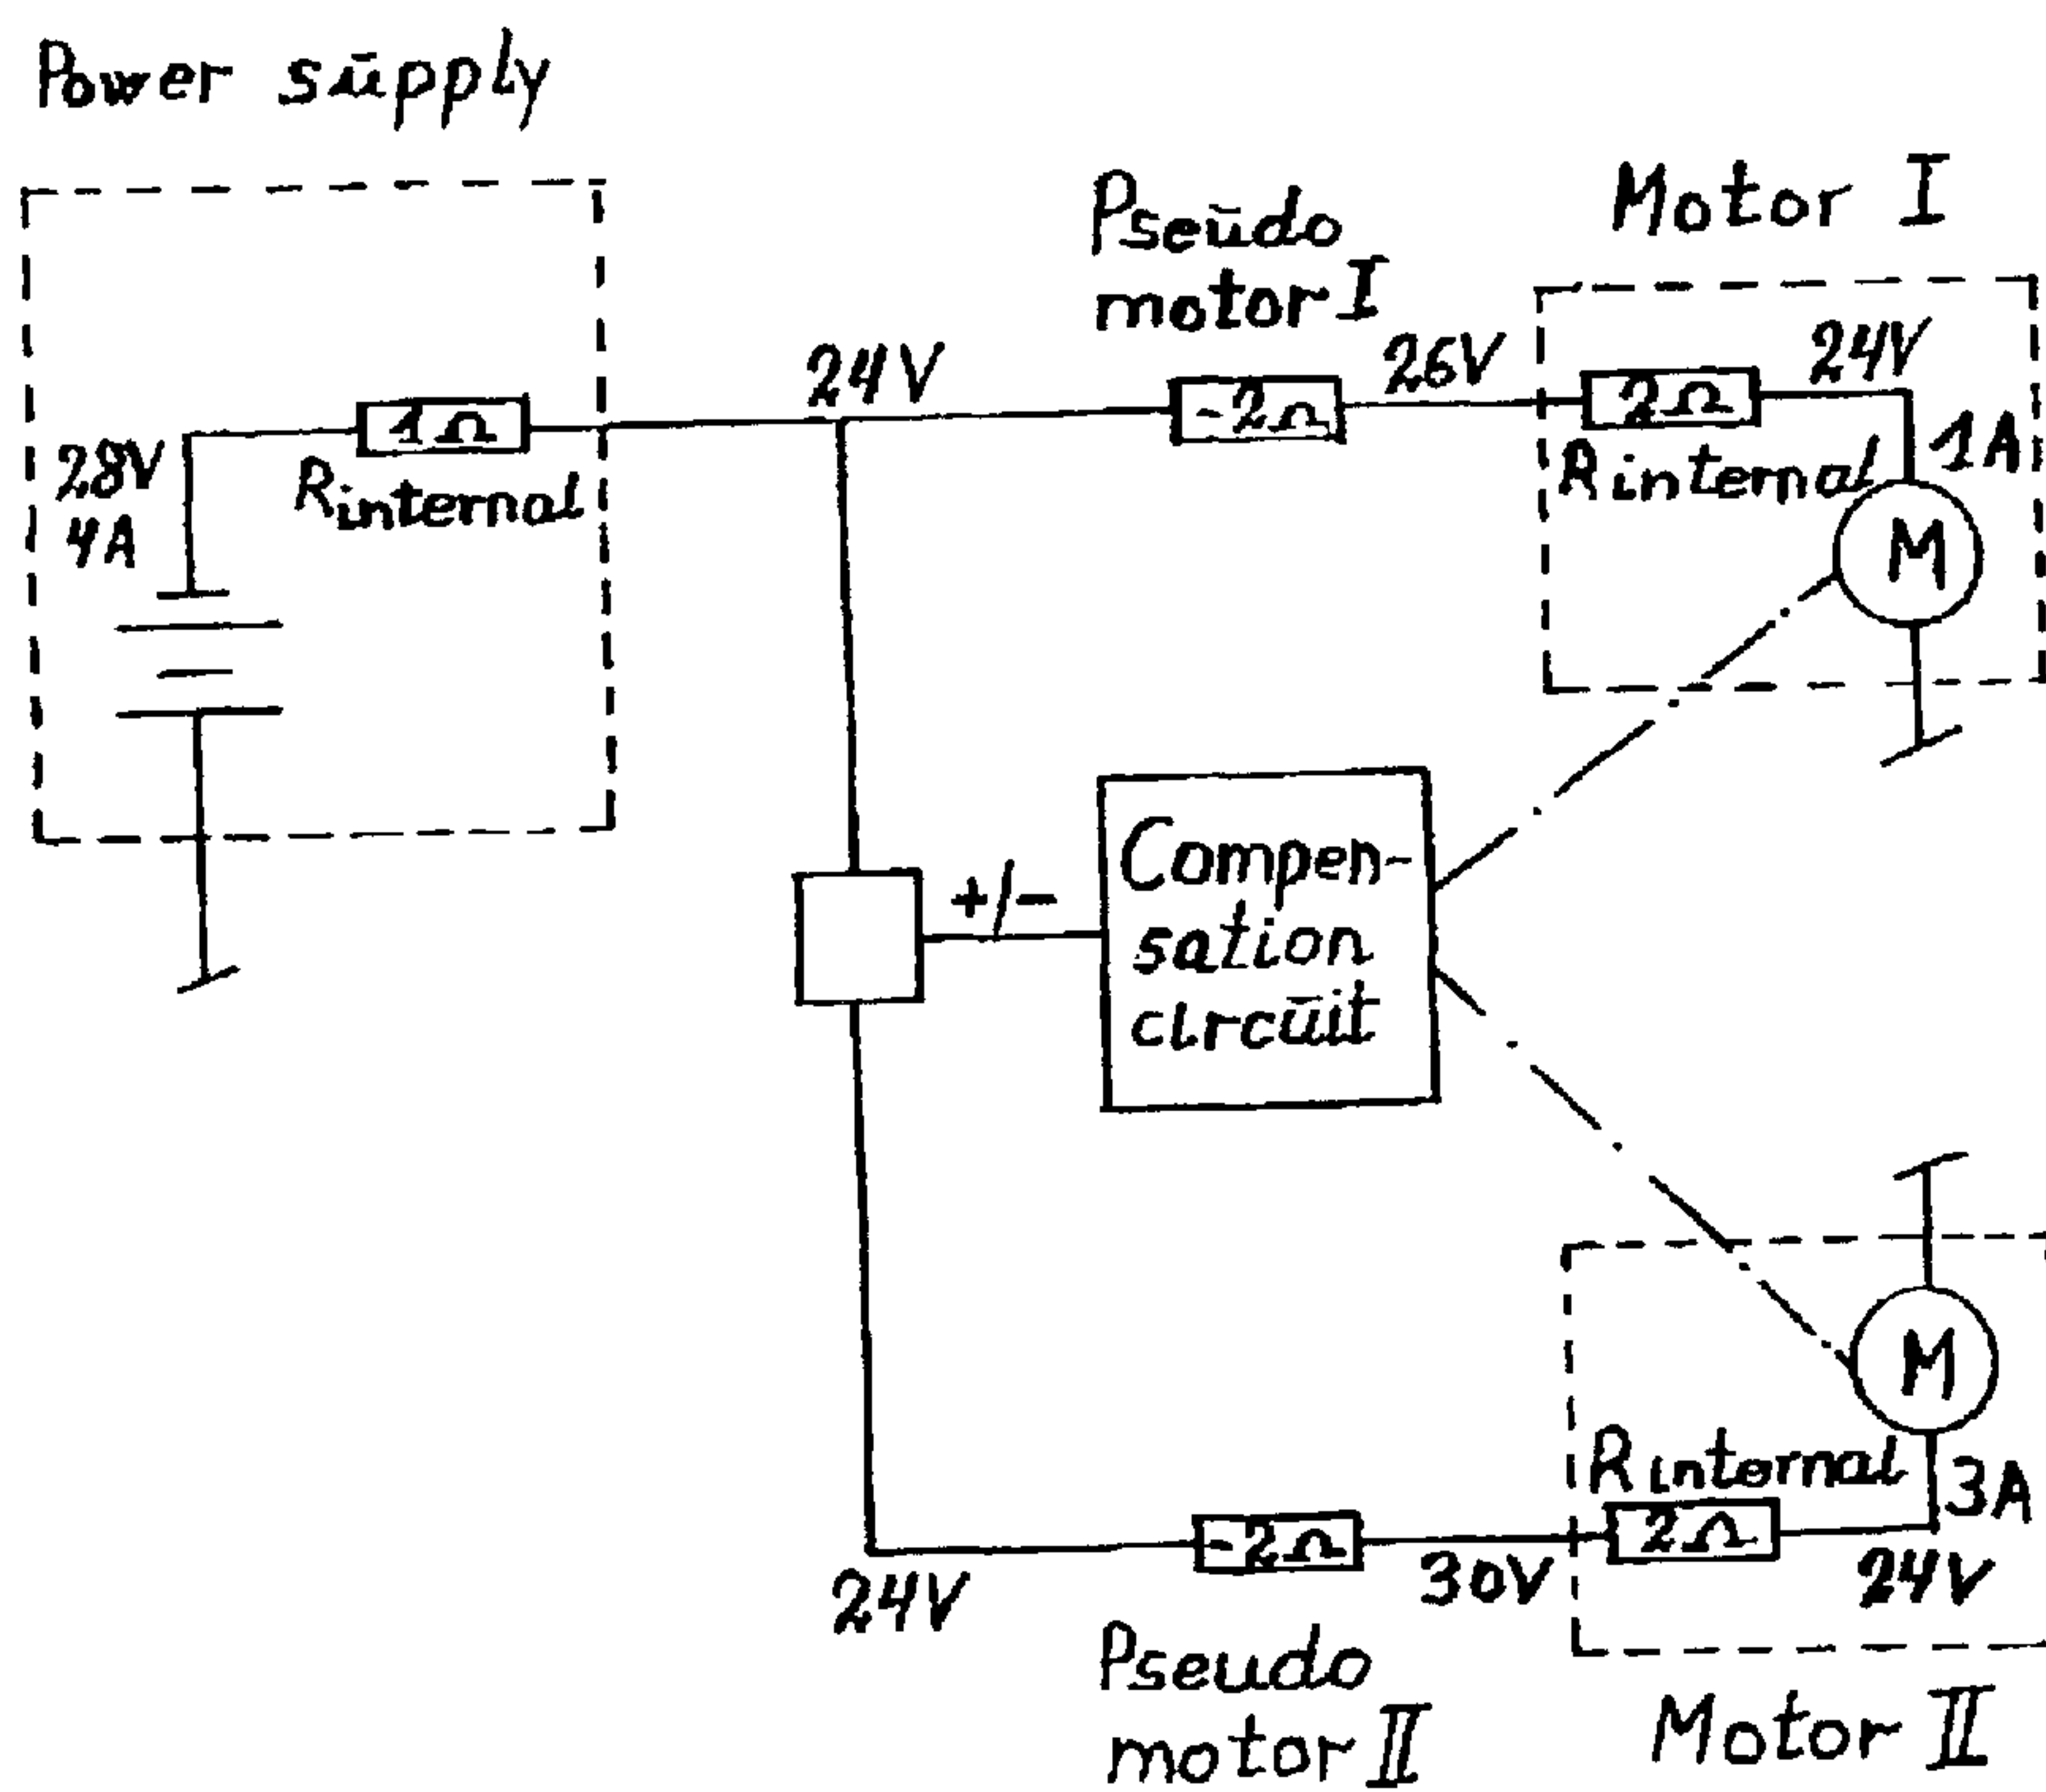 Power sūpply
Motor I
Pseūdo
motor I
24V
26V
24V
1Ω
-2Ω
2Ω
28V
4A
Rinternal
Rinternal
1A
M
+/-
Compen-
sation
circūit
M
Rinternal
3A
-2Ω
2Ω
24V
30V
24V
Pseudo
motor II
Motor II